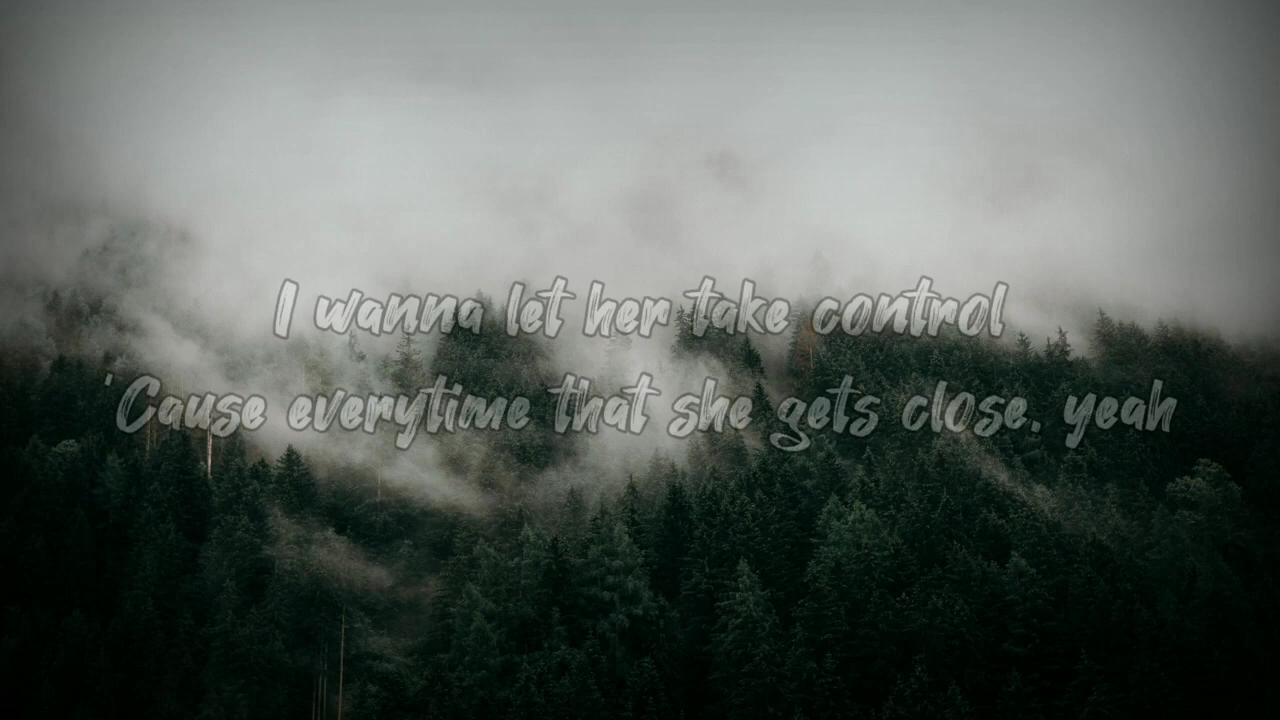 I wanna let her take control
'Cause everytime that she gets close. yeah